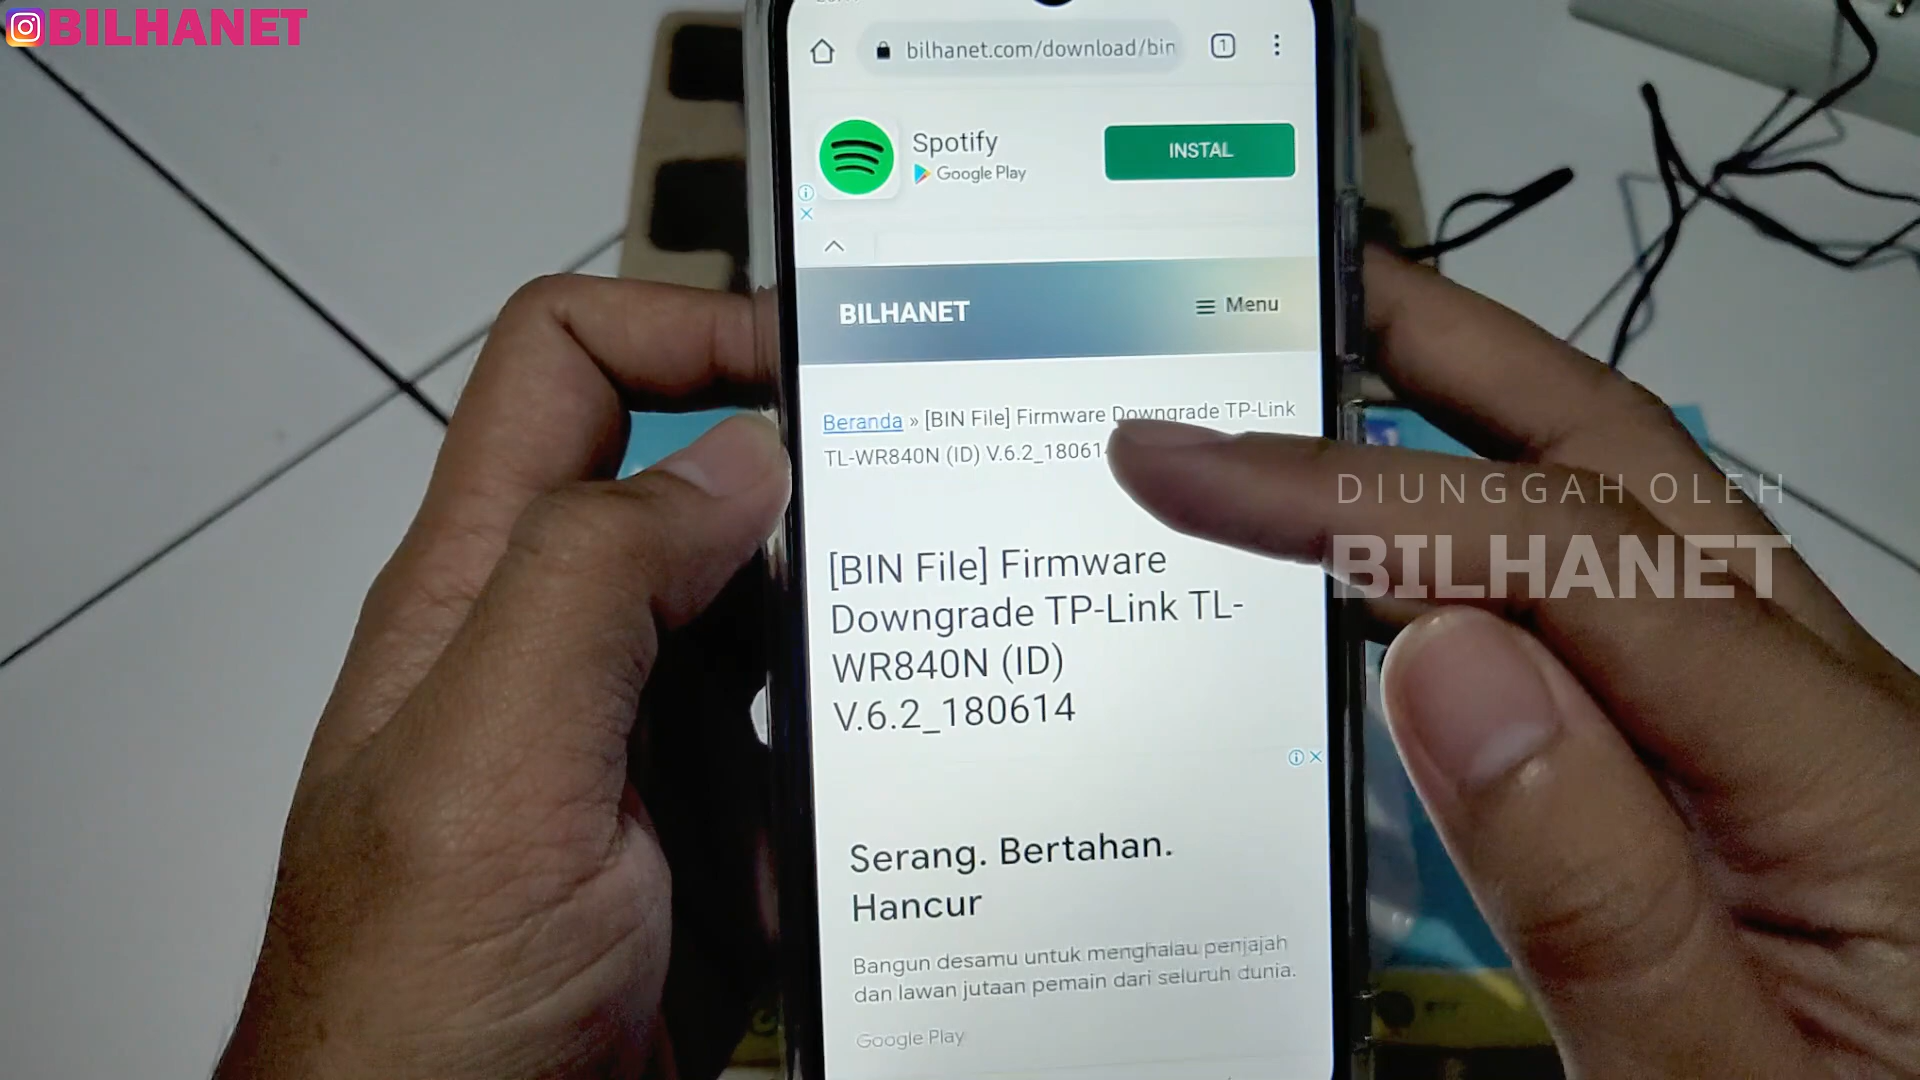 BILHANET
bilhanet.com/download/bin
1
Spotify
Google Play
INSTAL
BILHANET
Menu
Beranda » [BIN File] Firmware Downgrade TP-Link
TL-WR840N (ID) V.6.2_18061
[BIN File] Firmware
Downgrade TP-Link TL-
WR840N (ID)
V.6.2_180614
DIUNGGAH OLEH
BILHANET
Serang. Bertahan.
Hancur
Bangun desamu untuk menghalau penjajah
dan lawan jutaan pemain dari seluruh dunia.
Google Play